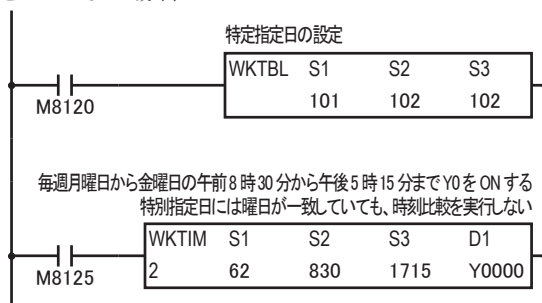 特定指定日の設定
WKTBL S1 S2 S3
101 102 102
M8120
毎週月曜日から金曜日の午前8時30分から午後5時15分までY0をONする
特別指定日には曜日が一致していても、時刻比較を実行しない
WKTIM S1 S2 S3 D1
2 62 830 1715 Y0000
M8125